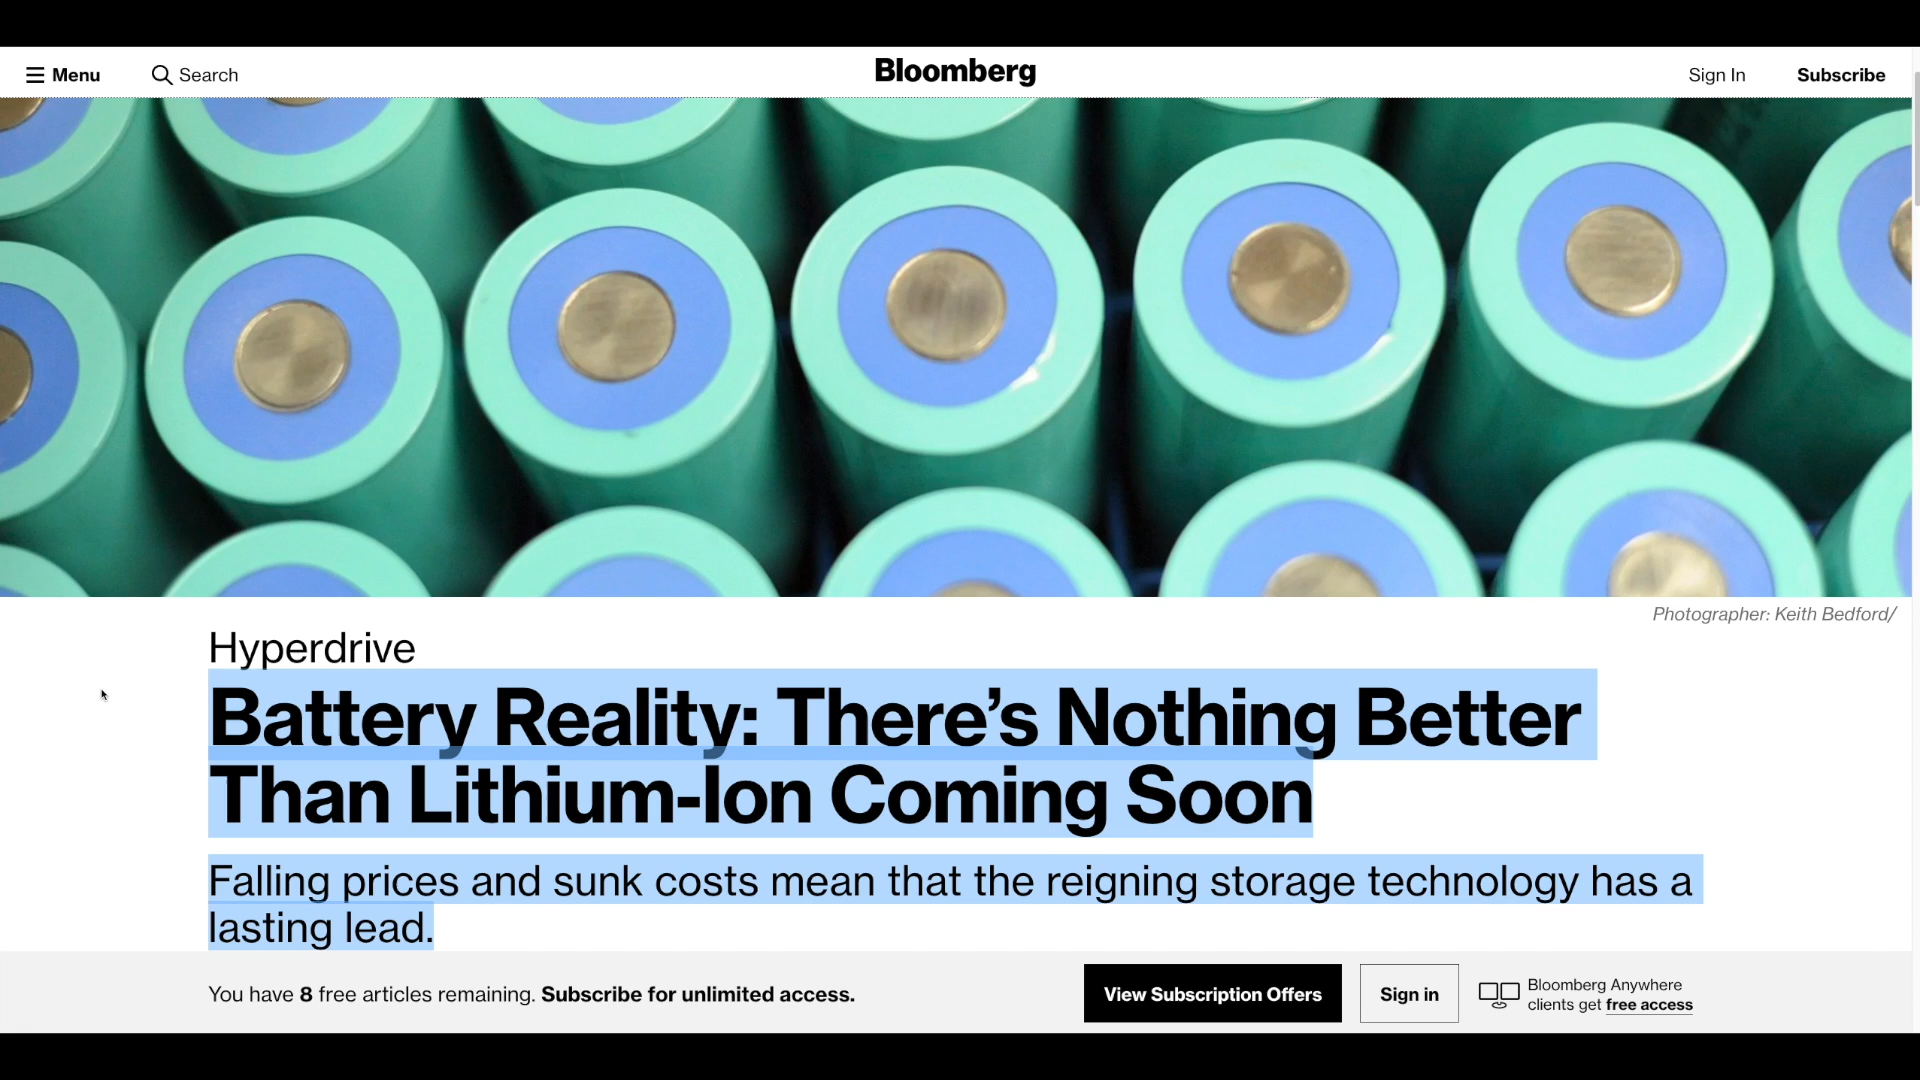 Menu
Search
Bloomberg
Sign In
Subscribe
Photographer: Keith Bedford/
Hyperdrive
Battery Reality: There’s Nothing Better
Than Lithium-Ion Coming Soon
Falling prices and sunk costs mean that the reigning storage technology has a
lasting lead.
You have 8 free articles remaining. Subscribe for unlimited access.
View Subscription Offers
Sign in
Bloomberg Anywhere
clients get free access